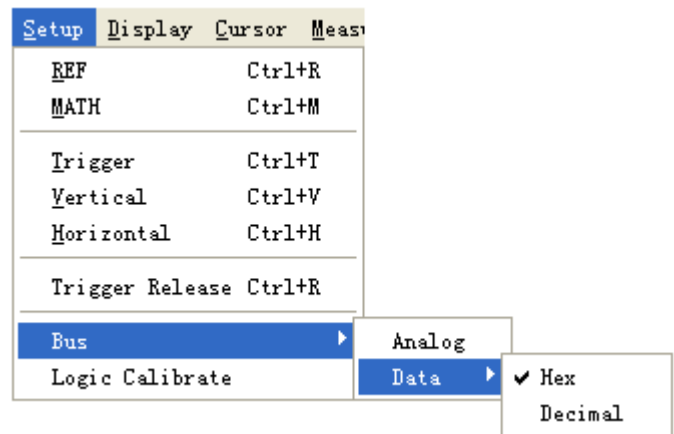 Setup Display Cursor
REF Ctrl+R
MATH Ctrl+M
Trigger Ctrl+T
Vertical Ctrl+V
Horizontal Ctrl+H
Trigger Release Ctrl+R
Bus Analog
Logic Calibrate Data Hex
Decimal